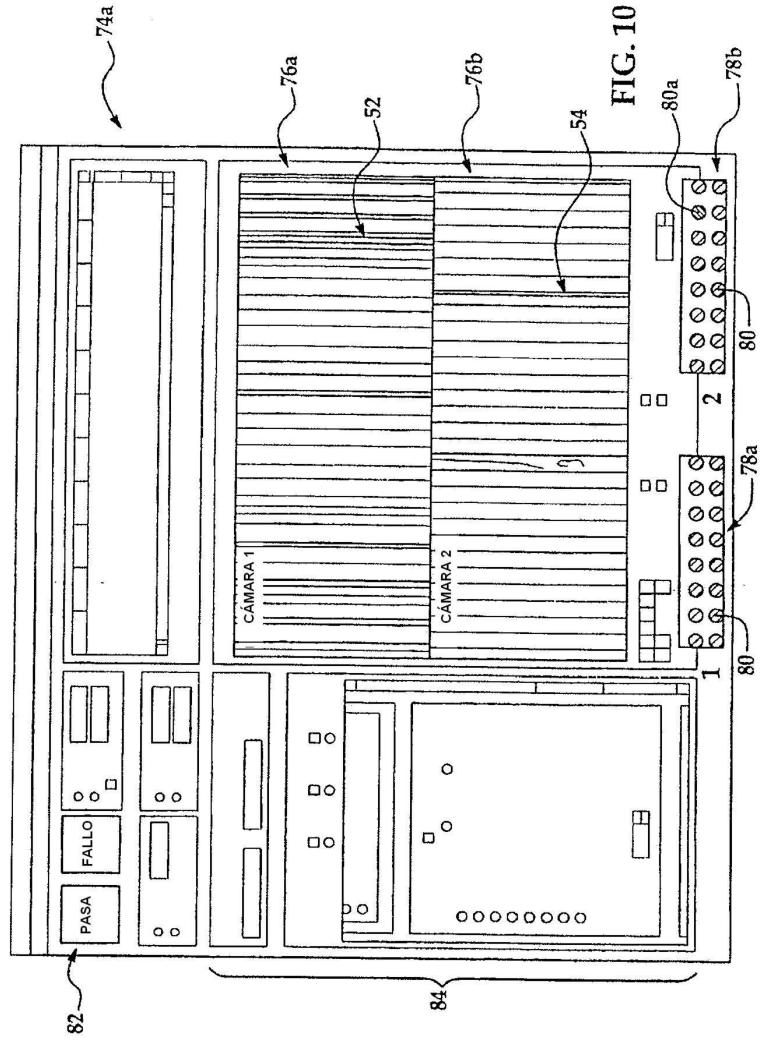 74a
76a
52
76b
54
FIG. 10
80a
78b
80
2
78a
80
1
CÁMARA 1
CÁMARA 2
FALLO
PASA
82
84